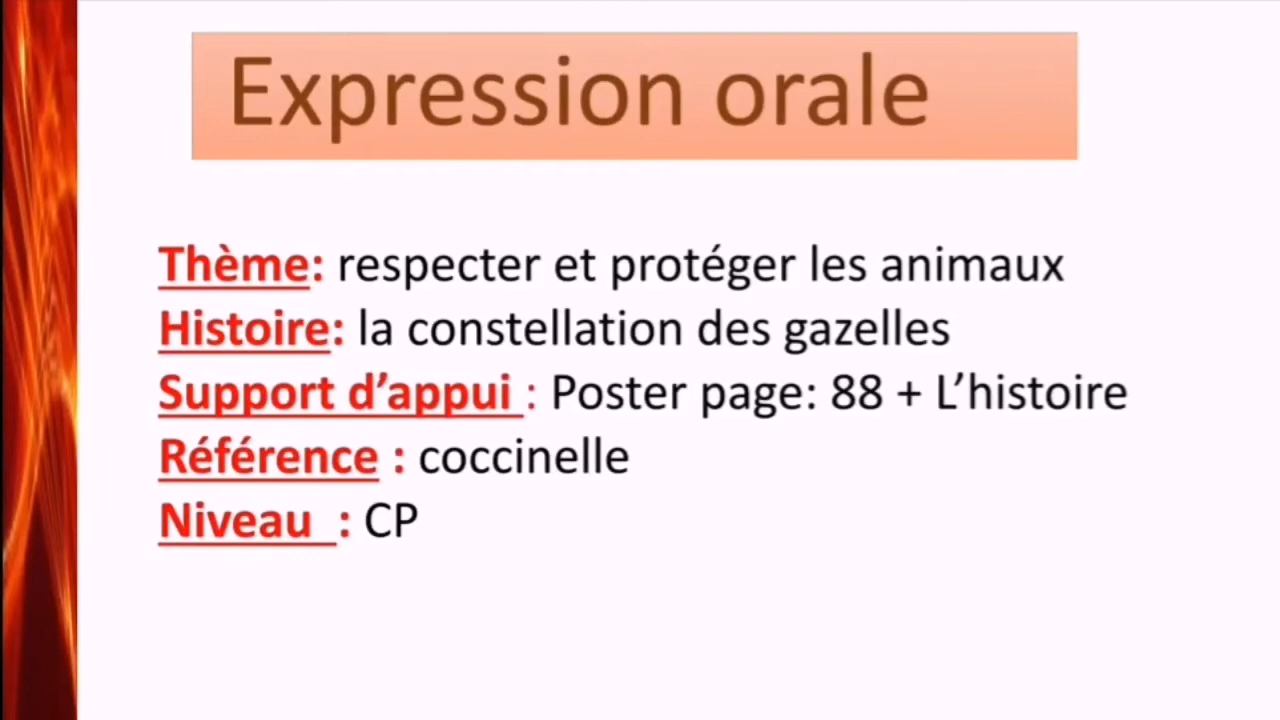 Expression orale
Thème: respecter et protéger les animaux
Histoire: la constellation des gazelles
Support d’appui : Poster page: 88 + L’histoire
Référence : coccinelle
Niveau : CP